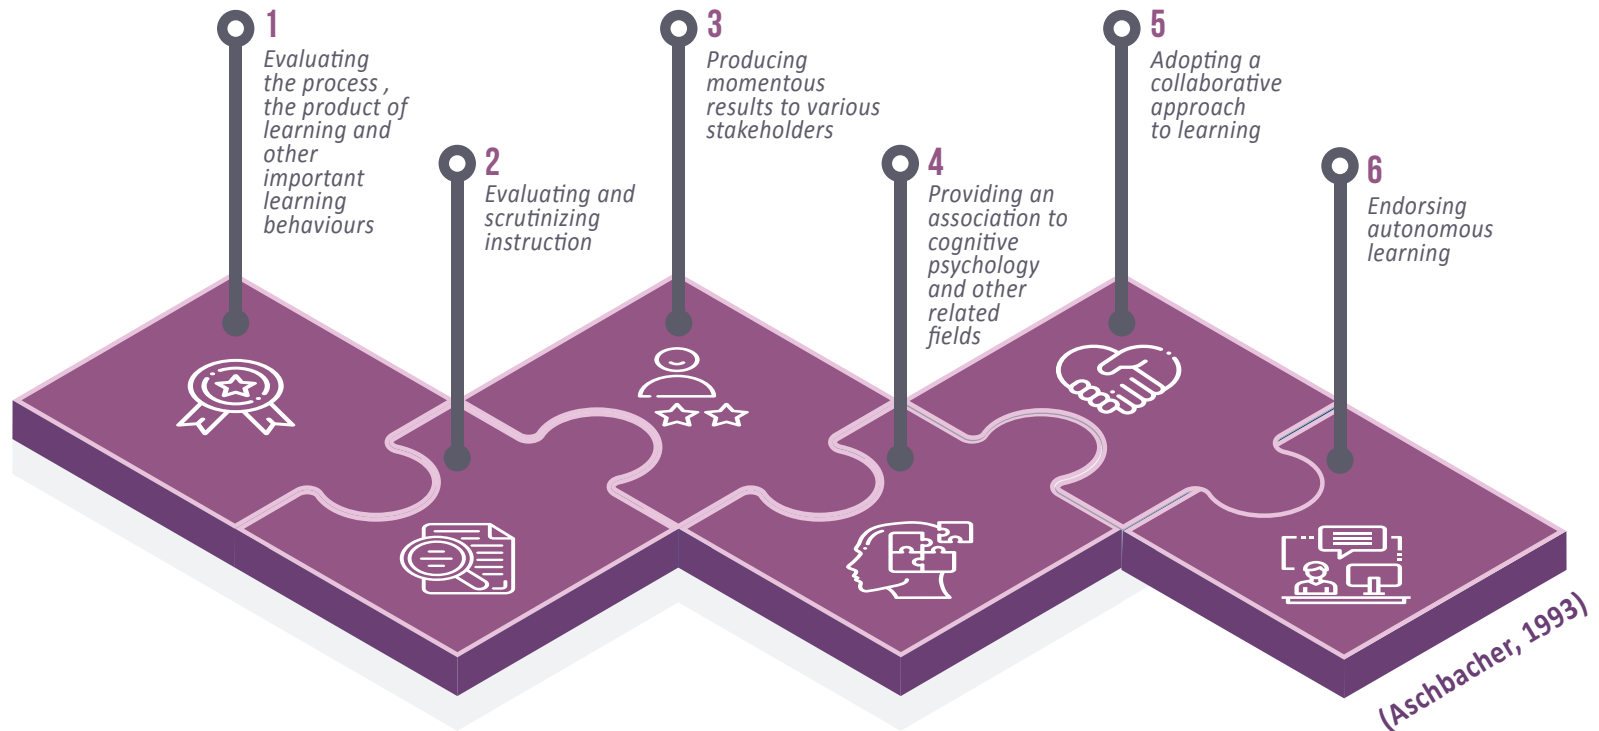 1
Evaluating
the process ,
the product of
learning and
other
important
learning
behaviours
2
Evaluating and
scrutinizing
instruction
3
Producing
momentous
results to various
stakeholders
4
Providing an
association to
cognitive
psychology
and other
related
fields
5
Adopting a
collaborative
approach
to learning
6
Endorsing
autonomous
learning
(Aschbacher, 1993)